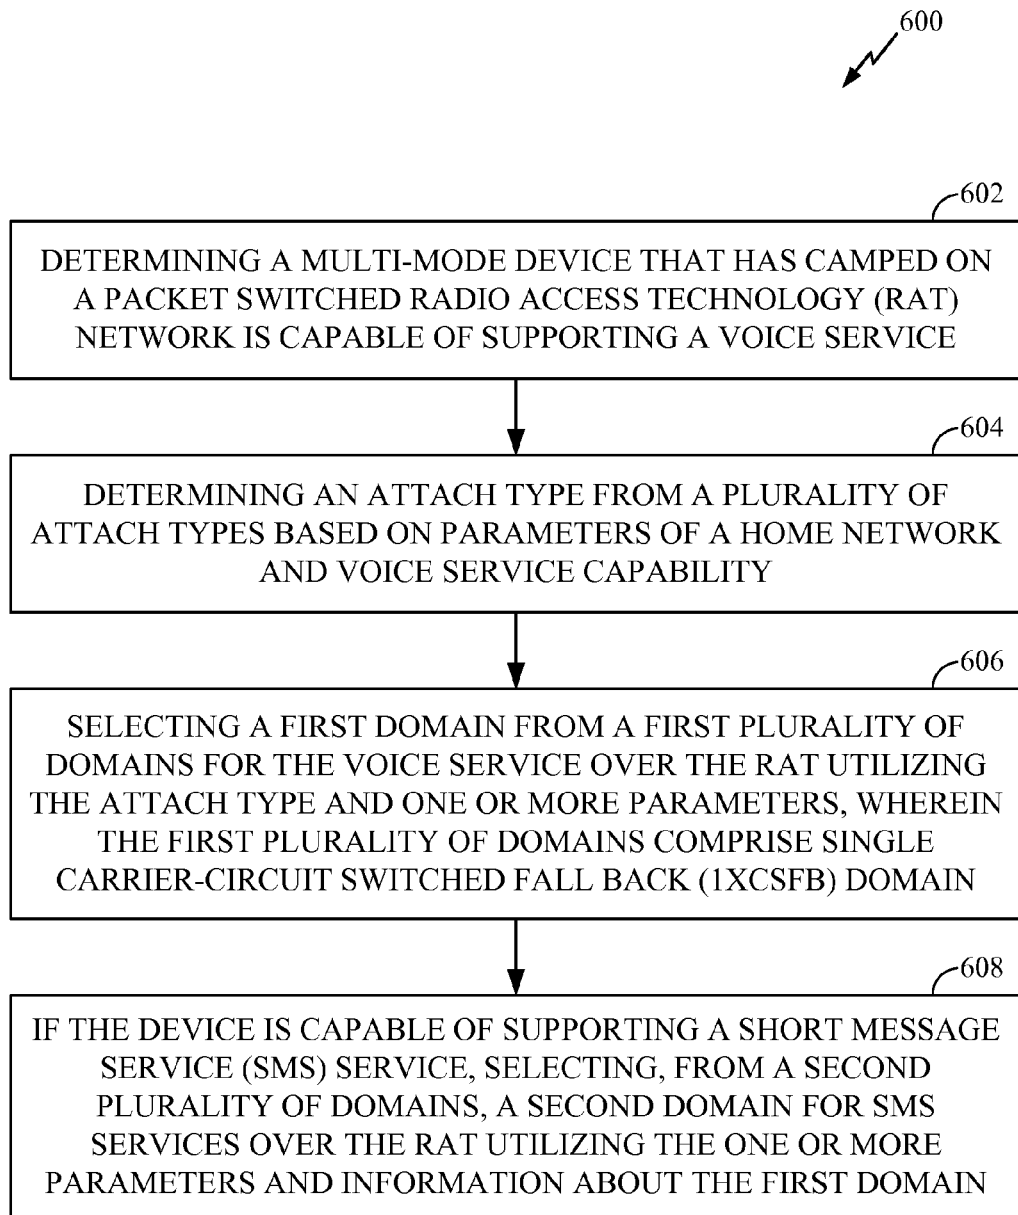 600
602
DETERMINING A MULTI-MODE DEVICE THAT HAS CAMPED ON
A PACKET SWITCHED RADIO ACCESS TECHNOLOGY (RAT)
NETWORK IS CAPABLE OF SUPPORTING A VOICE SERVICE
604
DETERMINING AN ATTACH TYPE FROM A PLURALITY OF
ATTACH TYPES BASED ON PARAMETERS OF A HOME NETWORK
AND VOICE SERVICE CAPABILITY
606
SELECTING A FIRST DOMAIN FROM A FIRST PLURALITY OF
DOMAINS FOR THE VOICE SERVICE OVER THE RAT UTILIZING
THE ATTACH TYPE AND ONE OR MORE PARAMETERS, WHEREIN
THE FIRST PLURALITY OF DOMAINS COMPRISE SINGLE
CARRIER-CIRCUIT SWITCHED FALL BACK (1XCSFB) DOMAIN
608
IF THE DEVICE IS CAPABLE OF SUPPORTING A SHORT MESSAGE
SERVICE (SMS) SERVICE, SELECTING, FROM A SECOND
PLURALITY OF DOMAINS, A SECOND DOMAIN FOR SMS
SERVICES OVER THE RAT UTILIZING THE ONE OR MORE
PARAMETERS AND INFORMATION ABOUT THE FIRST DOMAIN